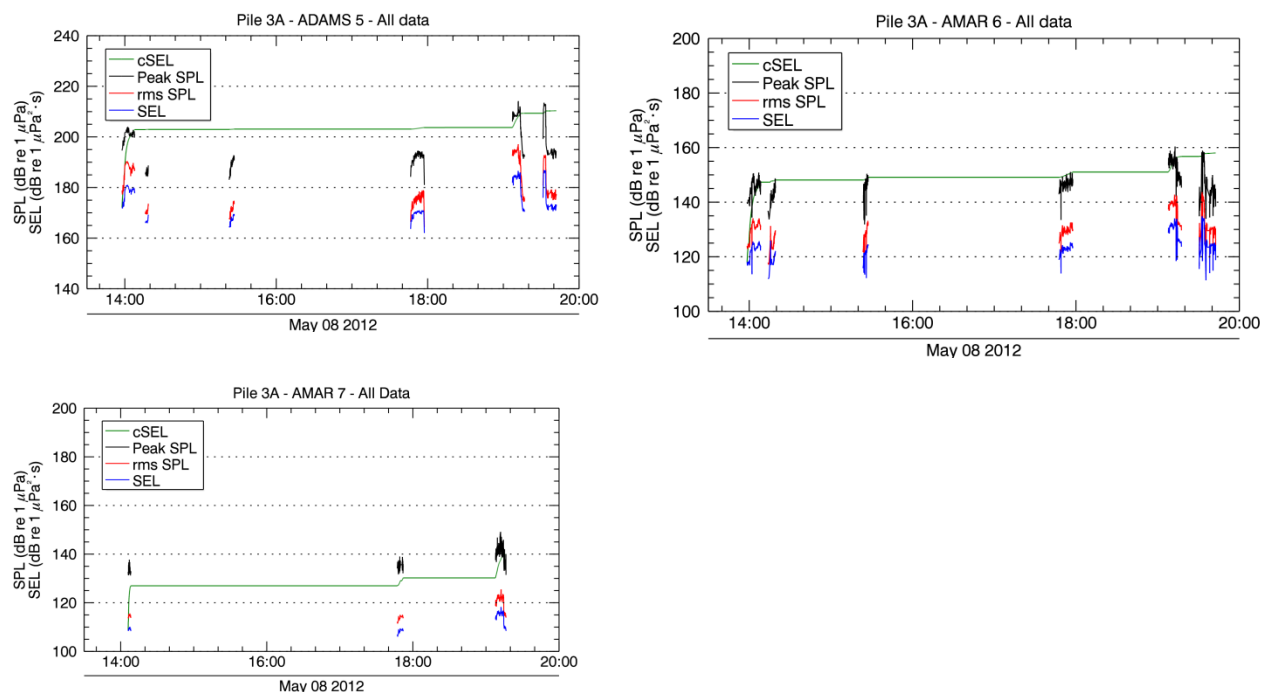 Pile 3A - ADAMS 5 - All data
240
220
200
180
160
140
SPL (dB re 1 μPa)
SEL (dB re 1 μPa²·s)
cSEL
Peak SPL
rms SPL
SEL
14:00 16:00 18:00 20:00
May 08 2012
Pile 3A - AMAR 6 - All data
200
180
160
140
120
100
SPL (dB re 1 μPa)
SEL (dB re 1 μPa²·s)
cSEL
Peak SPL
rms SPL
SEL
14:00 16:00 18:00 20:00
May 08 2012
Pile 3A - AMAR 7 - All Data
200
180
160
140
120
100
SPL (dB re 1 μPa)
SEL (dB re 1 μPa²·s)
cSEL
Peak SPL
rms SPL
SEL
14:00 16:00 18:00 20:00
May 08 2012